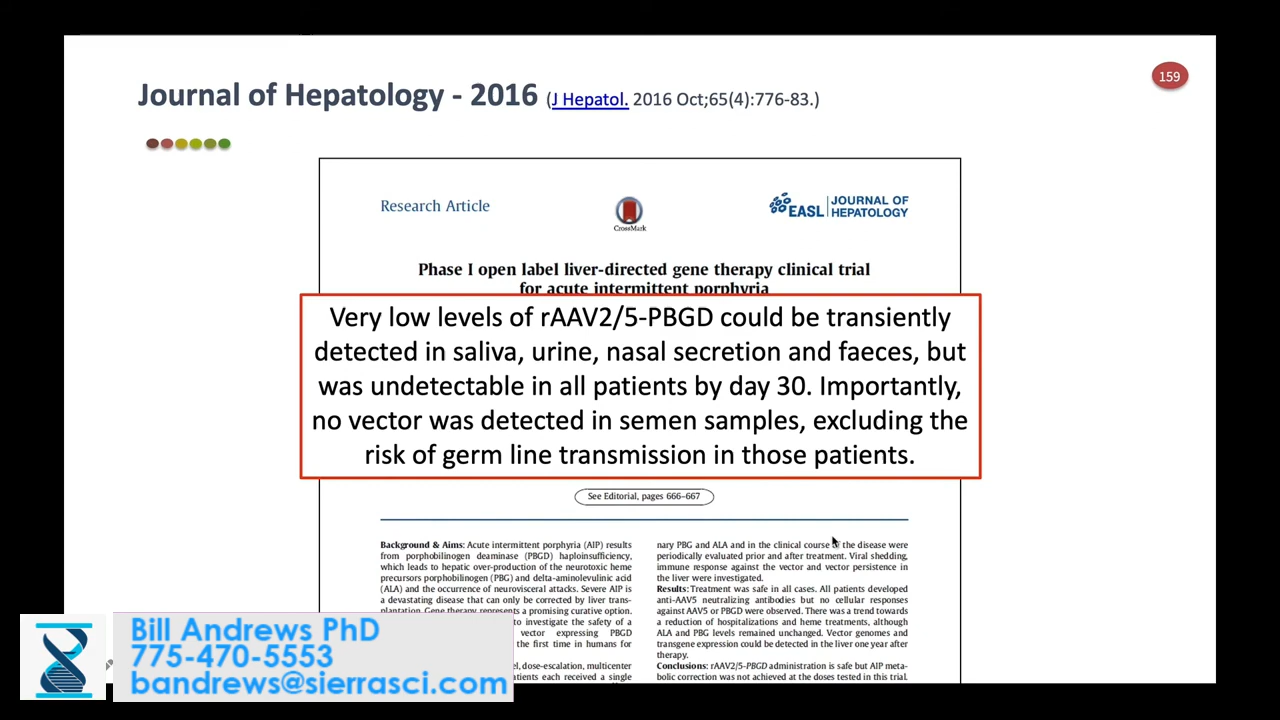 159
Journal of Hepatology - 2016 (J Hepatol. 2016 Oct;65(4):776-83.)
Research Article
CrossMark
EASL JOURNAL OF
HEPATOLOGY
Phase I open label liver-directed gene therapy clinical trial
for acute intermittent porphyria
Very low levels of rAAV2/5-PBGD could be transiently
detected in saliva, urine, nasal secretion and faeces, but
was undetectable in all patients by day 30. Importantly,
no vector was detected in semen samples, excluding the
risk of germ line transmission in those patients.
See Editorial, pages 666–667
Background & Aims: Acute intermittent porphyria (AIP) results
from porphobilinogen deaminase (PBGD) haploinsufficiency,
which leads to hepatic over-production of the neurotoxic heme
precursors porphobilinogen (PBG) and delta-aminolevulinic acid
(ALA) and the occurrence of neurovisceral attacks. Severe AIP is
a devastating disease that can only be corrected by liver trans-
plantation. Gene therapy represents a promising curative option.
to investigate the safety of a
vector expressing PBGD
the first time in humans for
dose-escalation, multicenter
patients each received a single
nary PBG and ALA and in the clinical course of the disease were
periodically evaluated prior and after treatment. Viral shedding,
immune response against the vector and vector persistence in
the liver were investigated.
Results: Treatment was safe in all cases. All patients developed
anti-AAV5 neutralizing antibodies but no cellular responses
against AAV5 or PBGD were observed. There was a trend towards
a reduction of hospitalizations and heme treatments, although
ALA and PBG levels remained unchanged. Vector genomes and
transgene expression could be detected in the liver one year after
therapy.
Conclusions: rAAV2/5-PBGD administration is safe but AIP meta-
bolic correction was not achieved at the doses tested in this trial.
Bill Andrews PhD
775-470-5553
bandrews@sierrasci.com